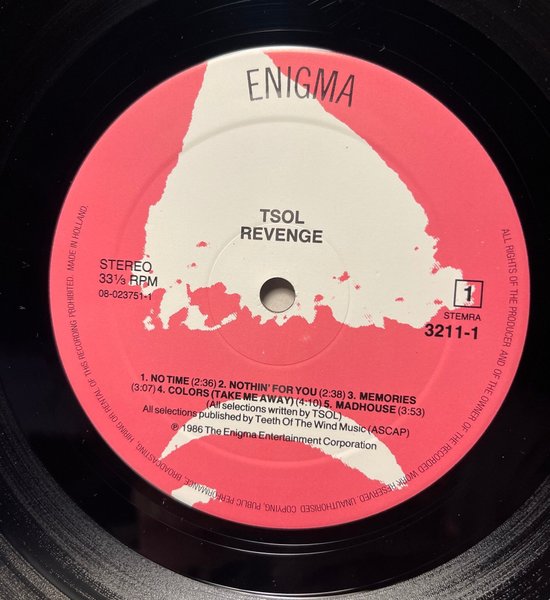 ENIGMA
TSOL
REVENGE
STEREO
33⅓ RPM
08-023751-1
1
STEMRA
3211-1
1. NO TIME (2:36) 2. NOTHIN' FOR YOU (2:38) 3. MEMORIES
(3:07) 4. COLORS (TAKE ME AWAY) (4:10) 5. MADHOUSE (3:53)
(All selections written by TSOL)
All selections published by Teeth Of The Wind Music (ASCAP)
℗ 1986 The Enigma Entertainment Corporation
ALL RIGHTS OF THE PRODUCER AND OF THE OWNER OF THE RECORDED WORK RESERVED. UNAUTHORISED COPYING, PUBLIC PERFORMANCE, BROADCASTING, HIRING OR RENTAL OF THIS RECORDING PROHIBITED. MADE IN HOLLAND.